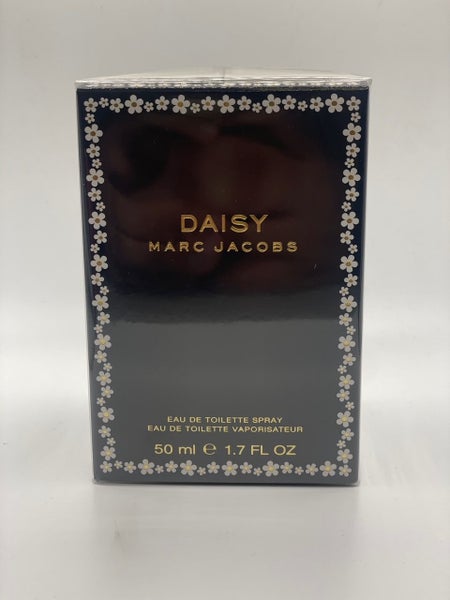 DAISY
MARC JACOBS
EAU DE TOILETTE SPRAY
EAU DE TOILETTE VAPORISATEUR
50 ml ℮ 1.7 FL OZ